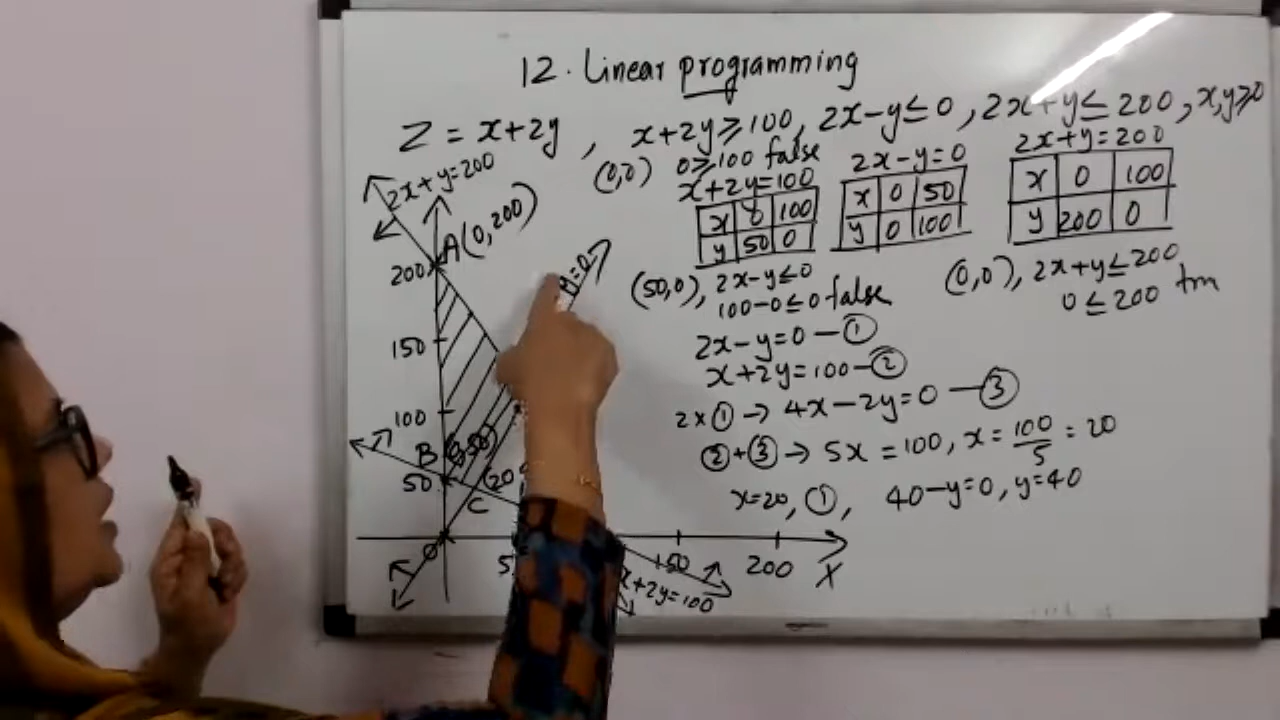 12. Linear programming
Z = x+2y, x+2y ≥ 100, 2x-y ≤ 0, 2x+y ≤ 200, x,y ≥ 0
(0,0) 0 ≥ 100 false
x+2y=100
x 0 100
y 50 0
2x-y=0
x 0 50
y 0 100
2x+y=200
x 0 100
y 200 0
(50,0), 2x-y ≤ 0
100-0 ≤ 0 false
(0,0), 2x+y ≤ 200
0 ≤ 200
2x-y=0 — ①
x+2y=100 — ②
2x① → 4x-2y=0 — ③
②+③ → 5x = 100, x = 100/5 = 20
x=20, ①, 40-y=0, y=40
2x+y=200
A(0,200)
200
150
100
B
50
(20
C
O
50
200
X
x+2y=100